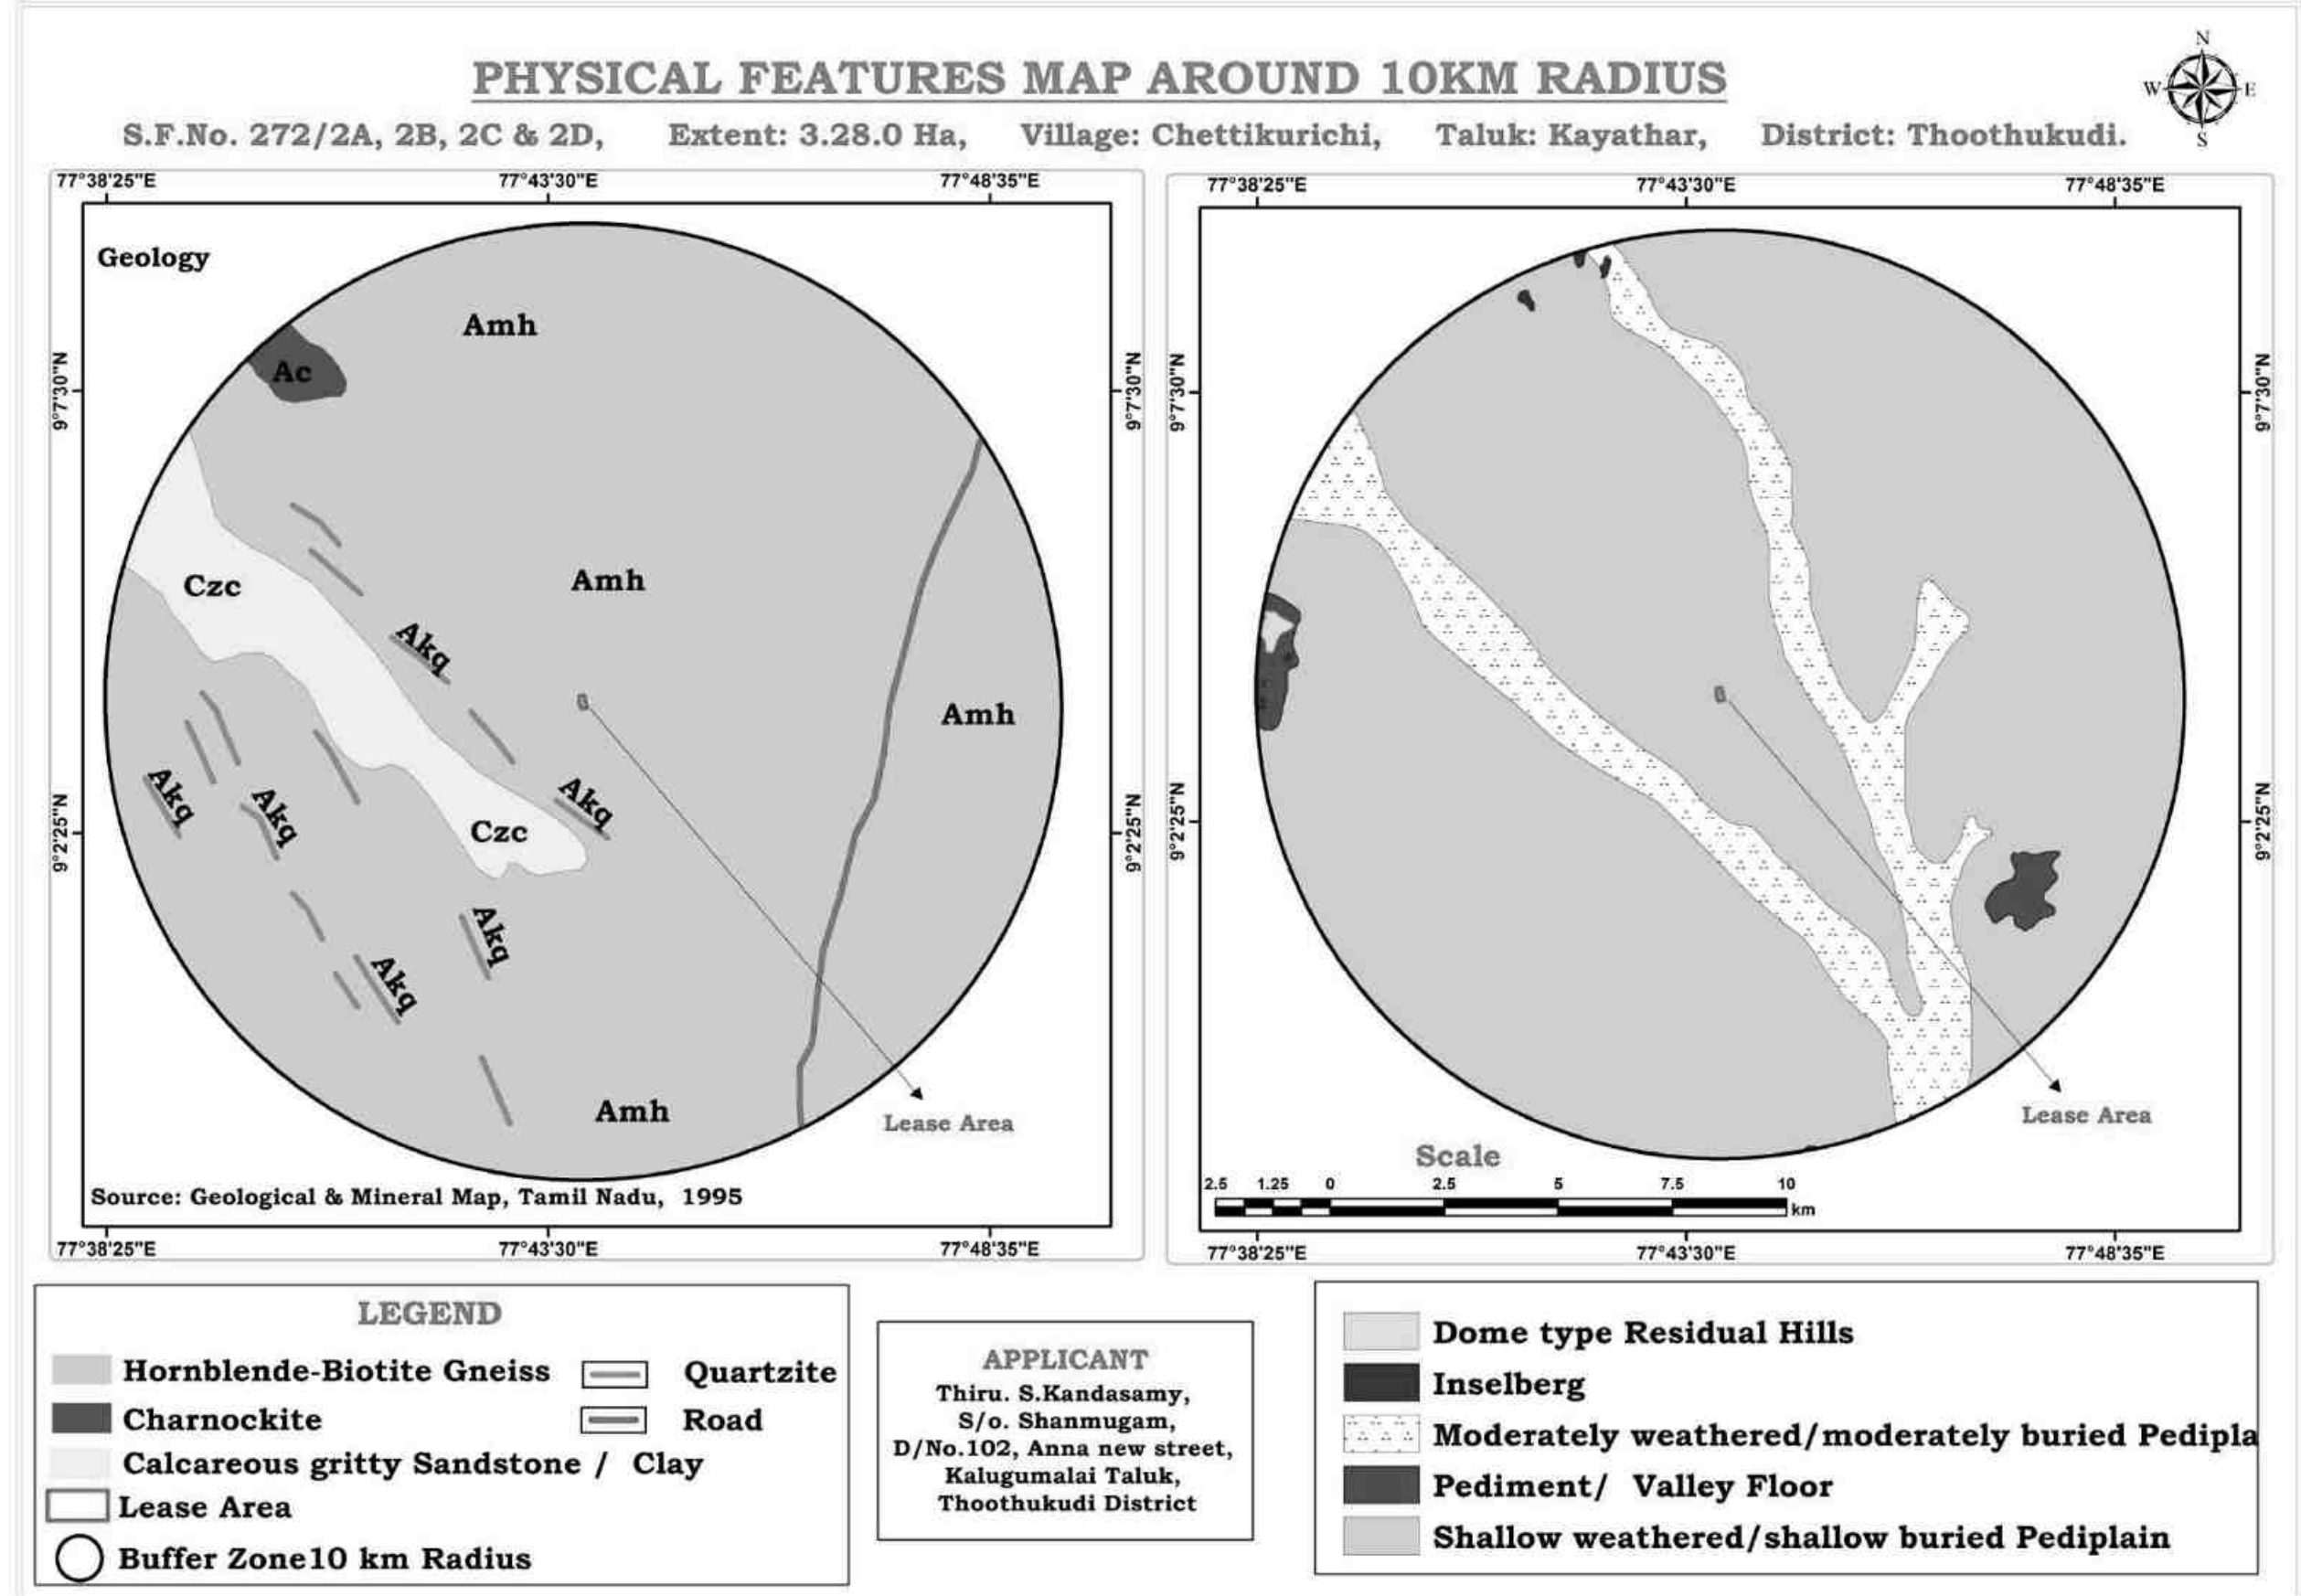 PHYSICAL FEATURES MAP AROUND 10KM RADIUS
N
W E
S
S.F.No. 272/2A, 2B, 2C & 2D, Extent: 3.28.0 Ha, Village: Chettikurichi, Taluk: Kayathar, District: Thoothukudi.
77°38'25"E 77°43'30"E 77°48'35"E
Geology
Amh
Ac
9°7'30"N 9°7'30"N
Czc
Amh
Akq
Amh
Akq
Akq
Akq
Czc
9°2'25"N 9°2'25"N
Akq
Akq
Amh
Lease Area
Source: Geological & Mineral Map, Tamil Nadu, 1995
77°38'25"E 77°43'30"E 77°48'35"E
77°38'25"E 77°43'30"E 77°48'35"E
9°7'30"N 9°7'30"N
9°2'25"N 9°2'25"N
Lease Area
Scale
2.5 1.25 0 2.5 5 7.5 10
km
77°38'25"E 77°43'30"E 77°48'35"E
LEGEND
Hornblende-Biotite Gneiss Quartzite
Charnockite Road
Calcareous gritty Sandstone / Clay
Lease Area
Buffer Zone10 km Radius
APPLICANT
Thiru. S.Kandasamy,
S/o. Shanmugam,
D/No.102, Anna new street,
Kalugumalai Taluk,
Thoothukudi District
Dome type Residual Hills
Inselberg
Moderately weathered/moderately buried Pedipla
Pediment/ Valley Floor
Shallow weathered/shallow buried Pediplain